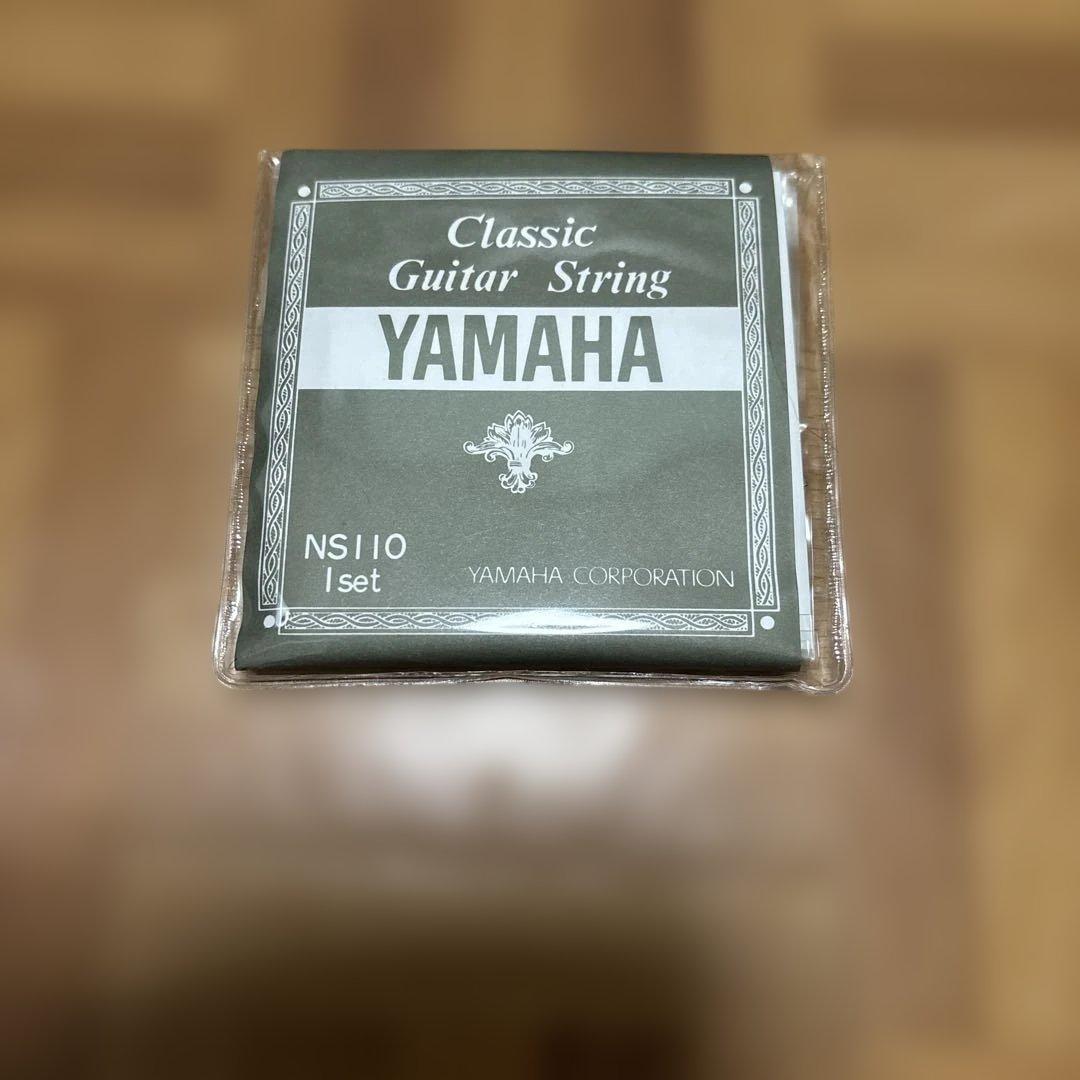 Classic
Guitar String
YAMAHA
NS110
1set
YAMAHA CORPORATION